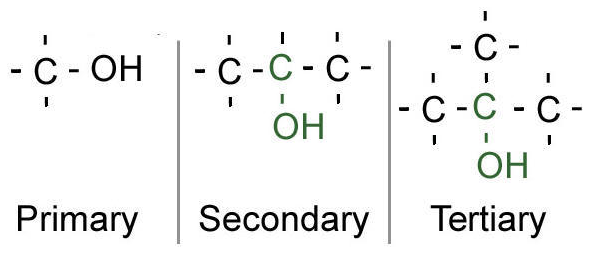 - C - OH
Primary
- C - C - C -
OH
Secondary
- C -
- C - C - C -
OH
Tertiary